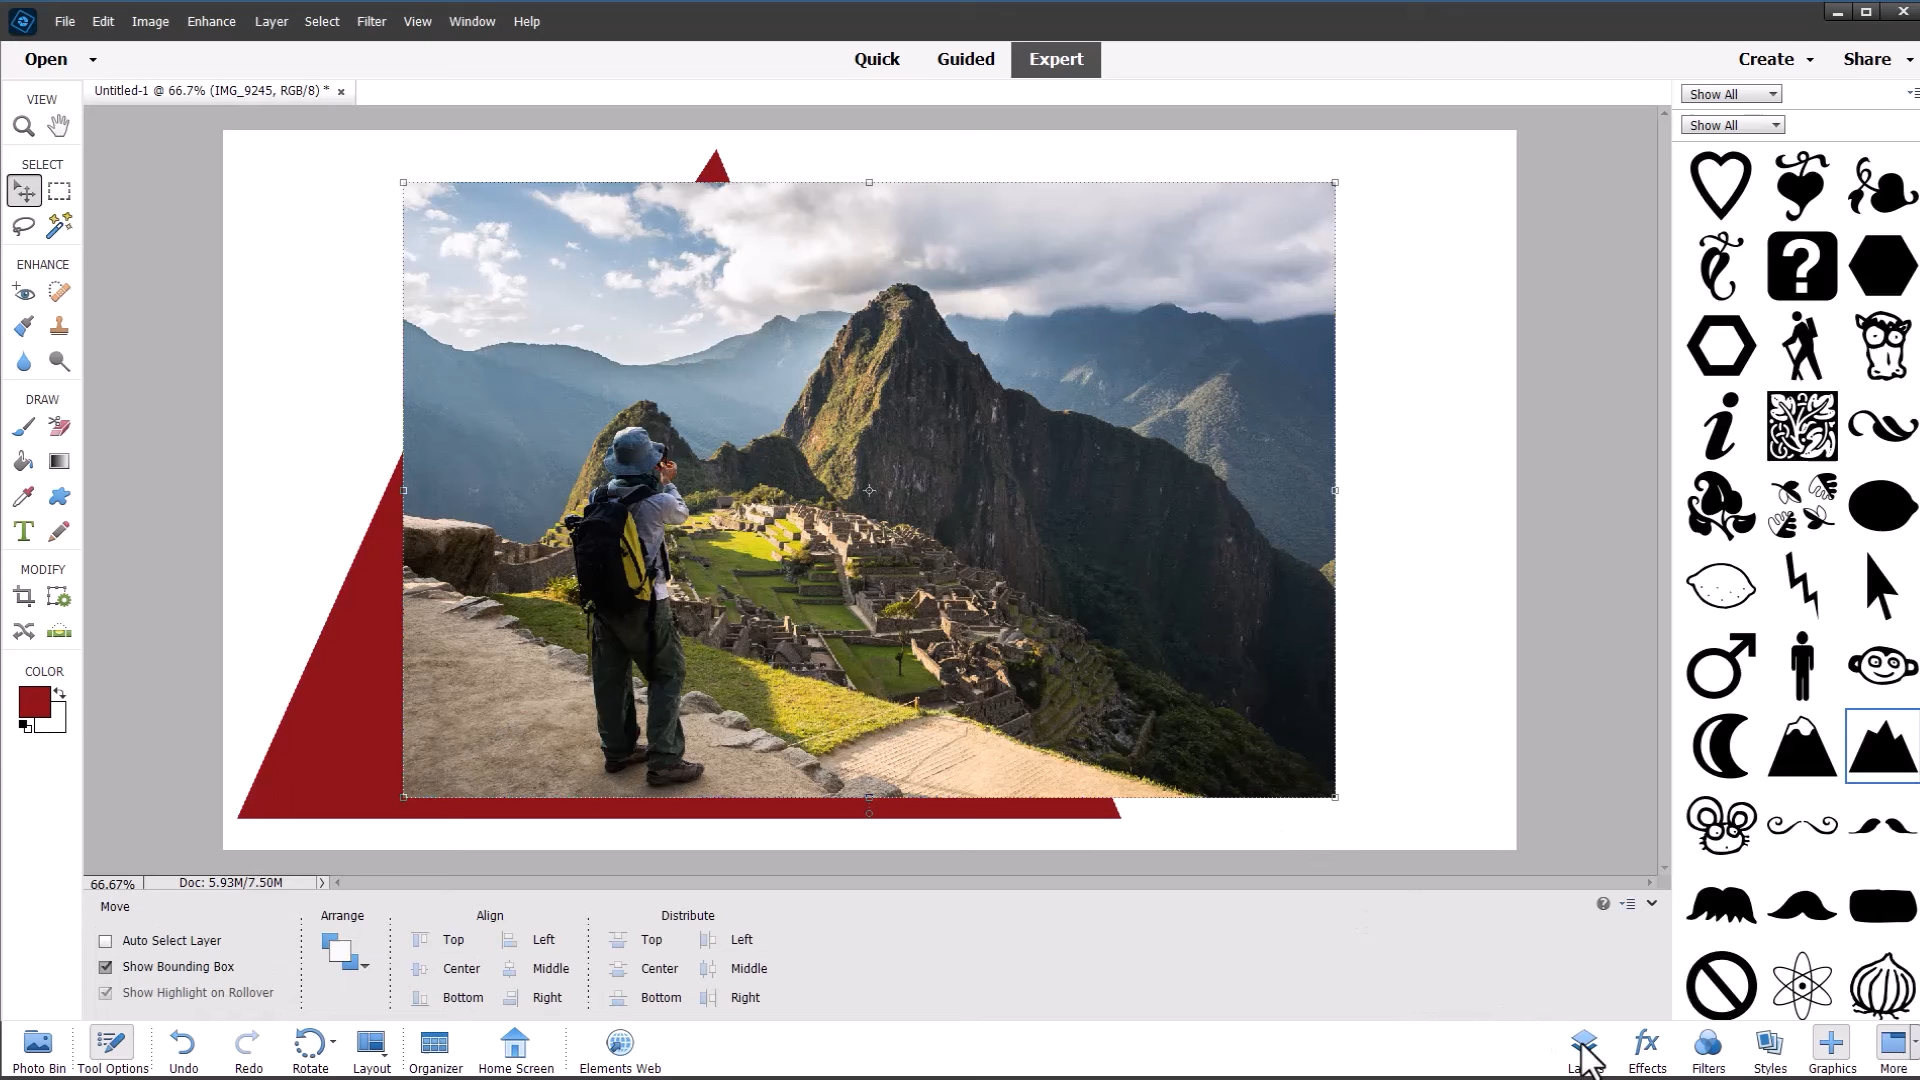 File Edit Image Enhance Layer Select Filter View Window Help
Open Quick Guided Expert Create Share
Untitled-1 @ 66.7% (IMG_9245, RGB/8) * ×
Show All
Show All
VIEW
SELECT
ENHANCE
DRAW
T
MODIFY
COLOR
66.67% Doc: 5.93M/7.50M
Move
Auto Select Layer
Show Bounding Box
Show Highlight on Rollover
Arrange
Align
Top Left
Center Middle
Bottom Right
Distribute
Top Left
Center Middle
Bottom Right
Photo Bin Tool Options Undo Redo Rotate Layout Organizer Home Screen Elements Web
fx
Effects Filters Styles Graphics More